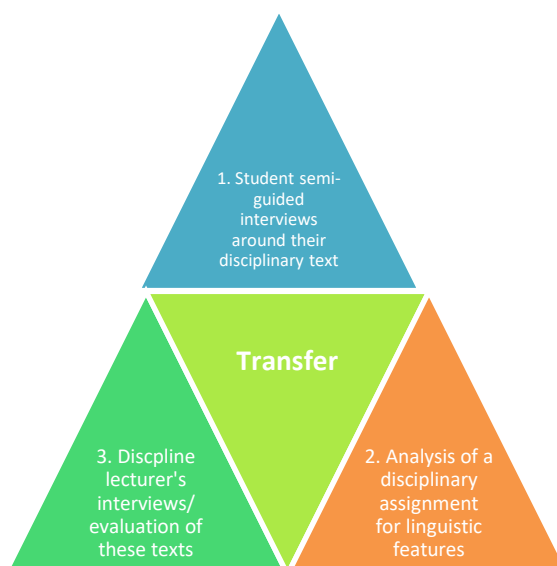 1. Student semi-
guided
interviews
around their
disciplinary text
Transfer
3. Discpline
lecturer's
interviews/
evaluation of
these texts
2. Analysis of a
disciplinary
assignment
for linguistic
features